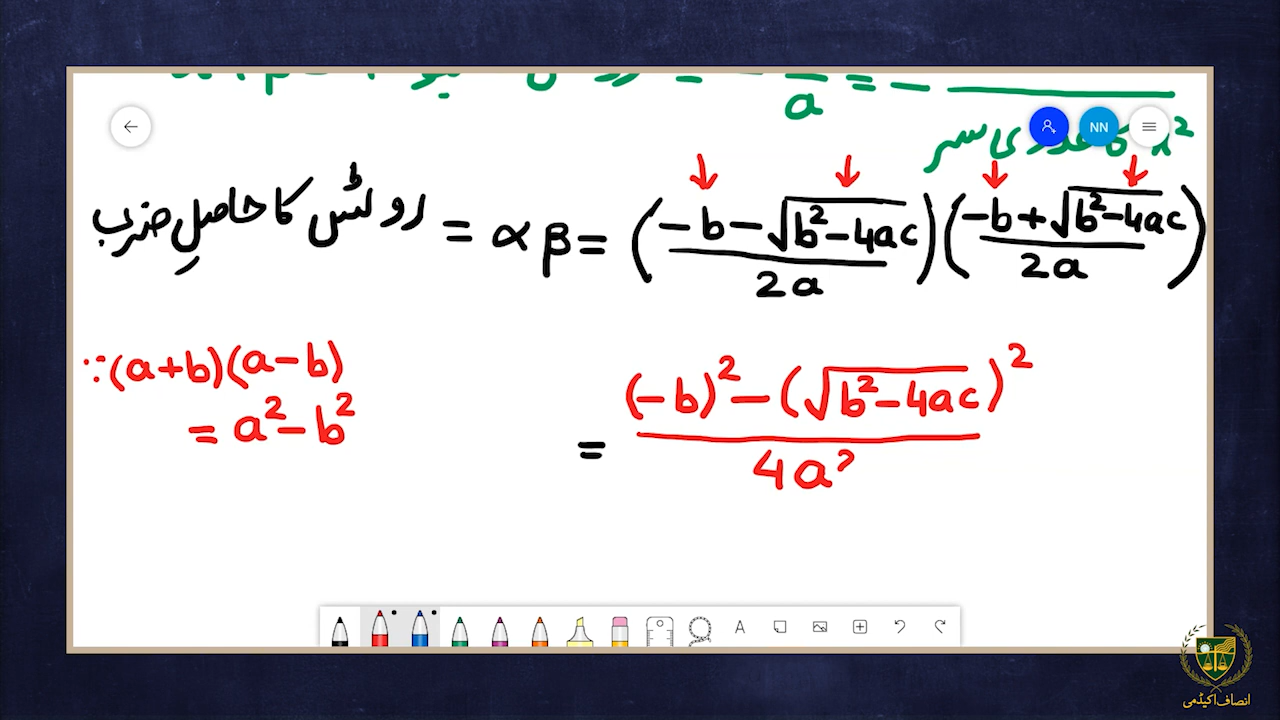 = - — a
x² کا عددی سر
روٹس کا حاصلِ ضرب = αβ = (-b-√(b²-4ac) / 2a) (-b+√(b²-4ac) / 2a)
∵(a+b)(a-b)
= a²-b²
= (-b)²-(√(b²-4ac))² / 4a²
NN
A
انصاف اکیڈمی